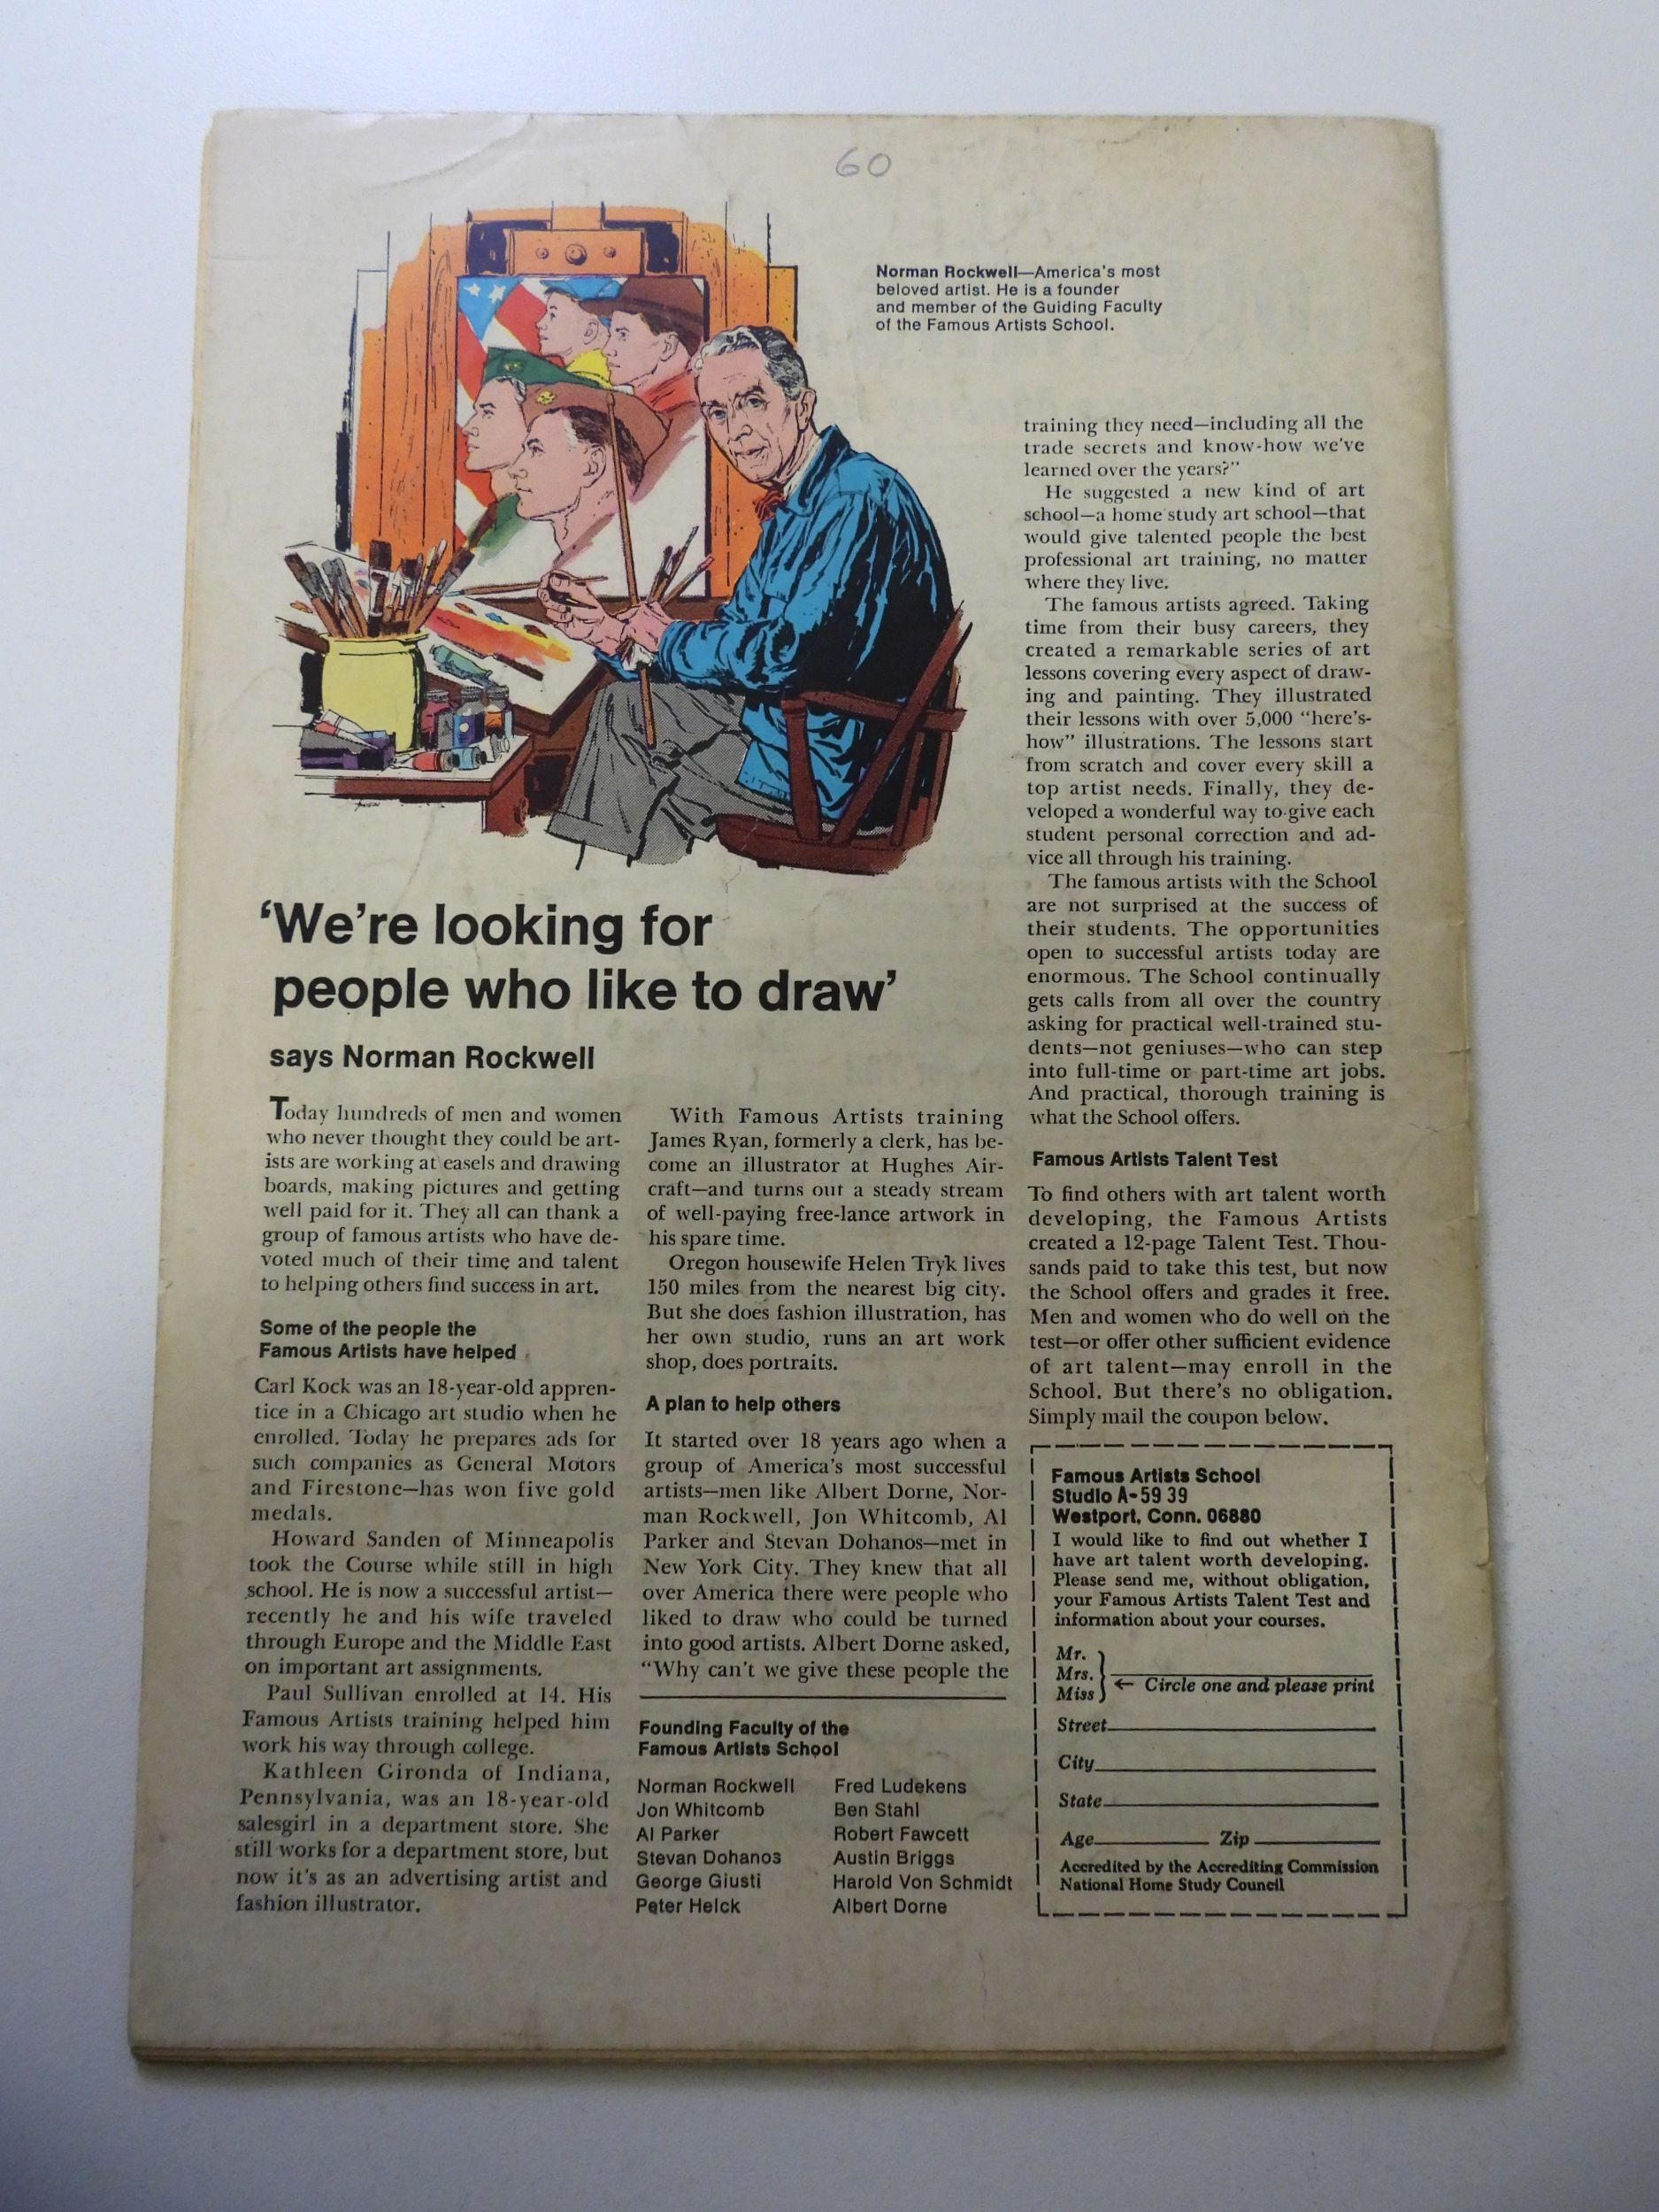 60
Norman Rockwell—America's most
beloved artist. He is a founder
and member of the Guiding Faculty
of the Famous Artists School.
'We're looking for
people who like to draw'
says Norman Rockwell
Today hundreds of men and women
who never thought they could be art-
ists are working at easels and drawing
boards, making pictures and getting
well paid for it. They all can thank a
group of famous artists who have de-
voted much of their time and talent
to helping others find success in art.
Some of the people the
Famous Artists have helped
Carl Kock was an 18-year-old appren-
tice in a Chicago art studio when he
enrolled. Today he prepares ads for
such companies as General Motors
and Firestone—has won five gold
medals.
Howard Sanden of Minneapolis
took the Course while still in high
school. He is now a successful artist—
recently he and his wife traveled
through Europe and the Middle East
on important art assignments.
Paul Sullivan enrolled at 14. His
Famous Artists training helped him
work his way through college.
Kathleen Gironda of Indiana,
Pennsylvania, was an 18-year-old
salesgirl in a department store. She
still works for a department store, but
now it's as an advertising artist and
fashion illustrator.
With Famous Artists training
James Ryan, formerly a clerk, has be-
come an illustrator at Hughes Air-
craft—and turns out a steady stream
of well-paying free-lance artwork in
his spare time.
Oregon housewife Helen Tryk lives
150 miles from the nearest big city.
But she does fashion illustration, has
her own studio, runs an art work
shop, does portraits.
A plan to help others
It started over 18 years ago when a
group of America's most successful
artists—men like Albert Dorne, Nor-
man Rockwell, Jon Whitcomb, Al
Parker and Stevan Dohanos—met in
New York City. They knew that all
over America there were people who
liked to draw who could be turned
into good artists. Albert Dorne asked,
"Why can't we give these people the
Founding Faculty of the
Famous Artists School
Norman Rockwell
Jon Whitcomb
Al Parker
Stevan Dohanos
George Giusti
Peter Helck
Fred Ludekens
Ben Stahl
Robert Fawcett
Austin Briggs
Harold Von Schmidt
Albert Dorne
training they need—including all the
trade secrets and know-how we've
learned over the years?"
He suggested a new kind of art
school—a home study art school—that
would give talented people the best
professional art training, no matter
where they live.
The famous artists agreed. Taking
time from their busy careers, they
created a remarkable series of art
lessons covering every aspect of draw-
ing and painting. They illustrated
their lessons with over 5,000 "here's-
how" illustrations. The lessons start
from scratch and cover every skill a
top artist needs. Finally, they de-
veloped a wonderful way to give each
student personal correction and ad-
vice all through his training.
The famous artists with the School
are not surprised at the success of
their students. The opportunities
open to successful artists today are
enormous. The School continually
gets calls from all over the country
asking for practical well-trained stu-
dents—not geniuses—who can step
into full-time or part-time art jobs.
And practical, thorough training is
what the School offers.
Famous Artists Talent Test
To find others with art talent worth
developing, the Famous Artists
created a 12-page Talent Test. Thou-
sands paid to take this test, but now
the School offers and grades it free.
Men and women who do well on the
test—or offer other sufficient evidence
of art talent—may enroll in the
School. But there's no obligation.
Simply mail the coupon below.
Famous Artists School
Studio A-59 39
Westport, Conn. 06880
I would like to find out whether I
have art talent worth developing.
Please send me, without obligation,
your Famous Artists Talent Test and
information about your courses.
Mr.
Mrs.
Miss
← Circle one and please print
Street
City
State
Age Zip
Accredited by the Accrediting Commission
National Home Study Council